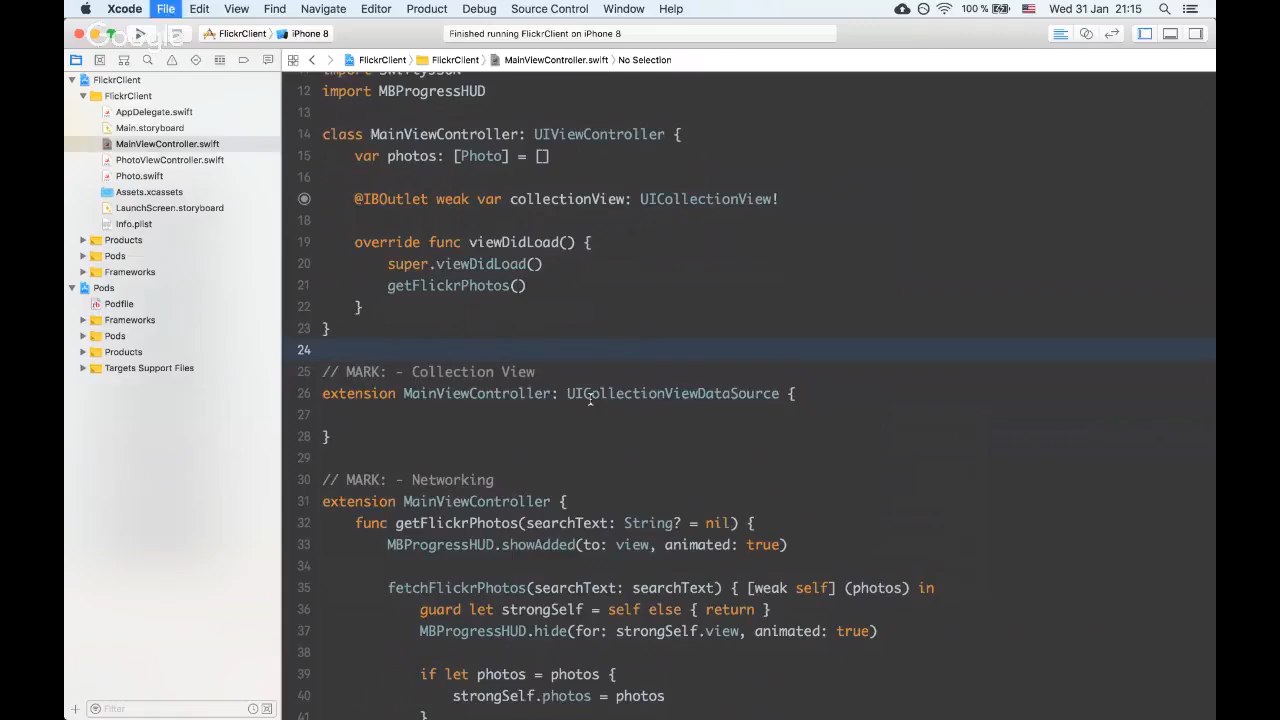 Xcode File Edit View Find Navigate Editor Product Debug Source Control Window Help 100 % Wed 31 Jan 21:15
Google
FlickrClient iPhone 8 Finished running FlickrClient on iPhone 8
FlickrClient FlickrClient MainViewController.swift No Selection
FlickrClient
FlickrClient
AppDelegate.swift
Main.storyboard
MainViewController.swift
PhotoViewController.swift
Photo.swift
Assets.xcassets
LaunchScreen.storyboard
Info.plist
Products
Pods
Frameworks
Pods
Podfile
Frameworks
Pods
Products
Targets Support Files
Filter
12 import MBProgressHUD
13
14 class MainViewController: UIViewController {
15 var photos: [Photo] = []
16
@IBOutlet weak var collectionView: UICollectionView!
18
19 override func viewDidLoad() {
20 super.viewDidLoad()
21 getFlickrPhotos()
22 }
23 }
24
25 // MARK: - Collection View
26 extension MainViewController: UICollectionViewDataSource {
27
28 }
29
30 // MARK: - Networking
31 extension MainViewController {
32 func getFlickrPhotos(searchText: String? = nil) {
33 MBProgressHUD.showAdded(to: view, animated: true)
34
35 fetchFlickrPhotos(searchText: searchText) { [weak self] (photos) in
36 guard let strongSelf = self else { return }
37 MBProgressHUD.hide(for: strongSelf.view, animated: true)
38
39 if let photos = photos {
40 strongSelf.photos = photos
41 }